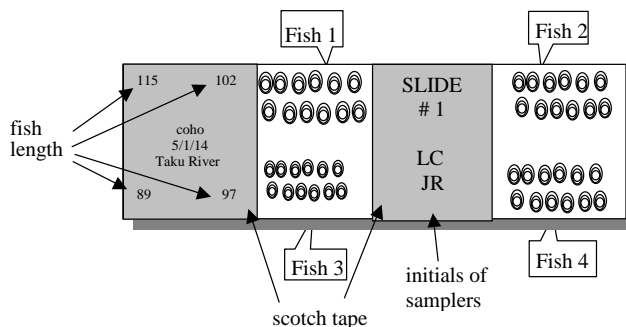 Fish 1
Fish 2
115
102
coho
5/1/14
Taku River
89
97
SLIDE
# 1
LC
JR
fish
length
Fish 3
Fish 4
scotch tape
initials of
samplers